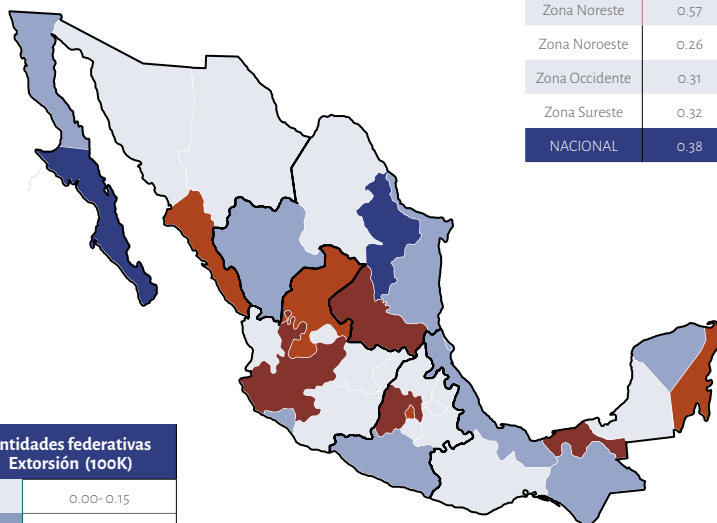 Zona Noreste 0.57
Zona Noroeste 0.26
Zona Occidente 0.31
Zona Sureste 0.32
NACIONAL 0.38
ntidades federativas
Extorsión (100K)
0.00- 0.15